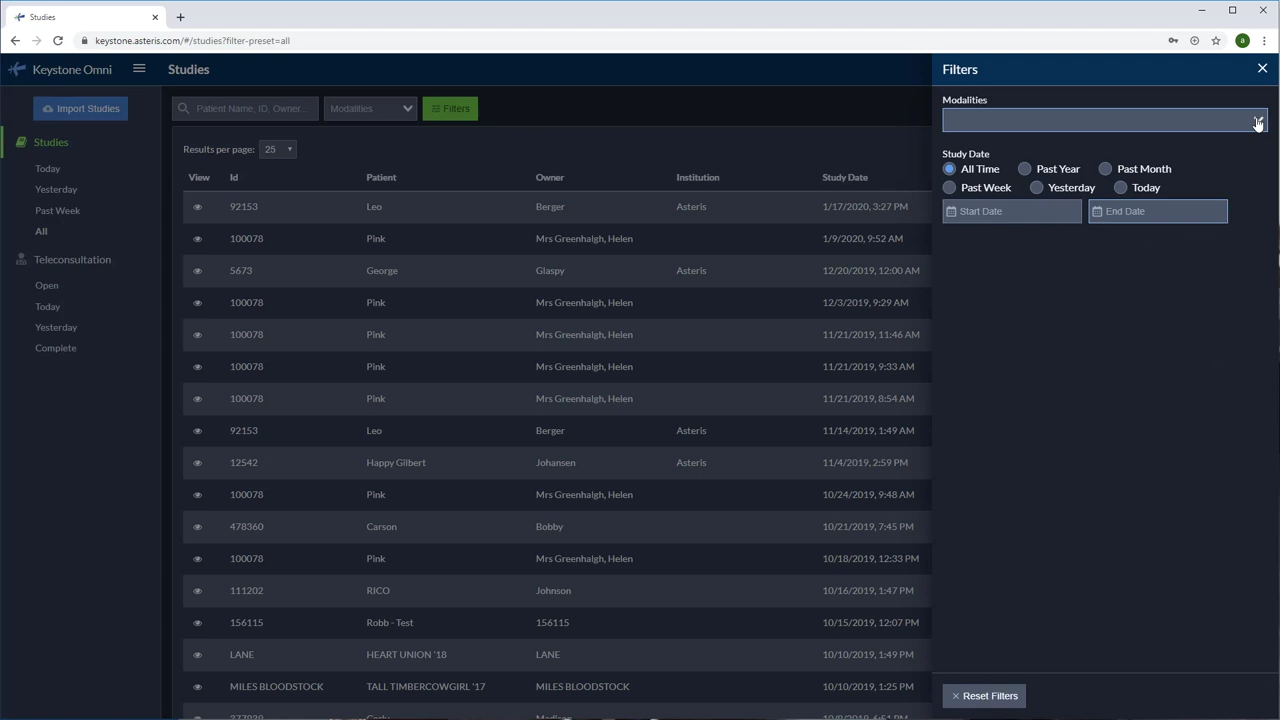 Studies
keystone.asteris.com/#/studies?filter-preset=all
a
Keystone Omni
Studies
Filters
Import Studies
Patient Name, ID, Owner...
Modalities
Filters
Modalities
Studies
Today
Yesterday
Past Week
All
Teleconsultation
Open
Today
Yesterday
Complete
Results per page: 25
View Id Patient Owner Institution Study Date
92153 Leo Berger Asteris 1/17/2020, 3:27 PM
100078 Pink Mrs Greenhalgh, Helen 1/9/2020, 9:52 AM
5673 George Glaspy Asteris 12/20/2019, 12:00 AM
100078 Pink Mrs Greenhalgh, Helen 12/3/2019, 9:29 AM
100078 Pink Mrs Greenhalgh, Helen 11/21/2019, 11:46 AM
100078 Pink Mrs Greenhalgh, Helen 11/21/2019, 9:33 AM
100078 Pink Mrs Greenhalgh, Helen 11/21/2019, 8:54 AM
92153 Leo Berger Asteris 11/14/2019, 1:49 AM
12542 Happy Gilbert Johansen Asteris 11/4/2019, 2:59 PM
100078 Pink Mrs Greenhalgh, Helen 10/24/2019, 9:48 AM
478360 Carson Bobby 10/21/2019, 7:45 PM
100078 Pink Mrs Greenhalgh, Helen 10/18/2019, 12:33 PM
111202 RICO Johnson 10/16/2019, 1:47 PM
156115 Robb - Test 156115 10/15/2019, 12:07 PM
LANE HEART UNION '18 LANE 10/10/2019, 1:49 PM
MILES BLOODSTOCK TALL TIMBERCOWGIRL '17 MILES BLOODSTOCK 10/10/2019, 1:25 PM
Study Date
All Time Past Year Past Month
Past Week Yesterday Today
Start Date End Date
Reset Filters